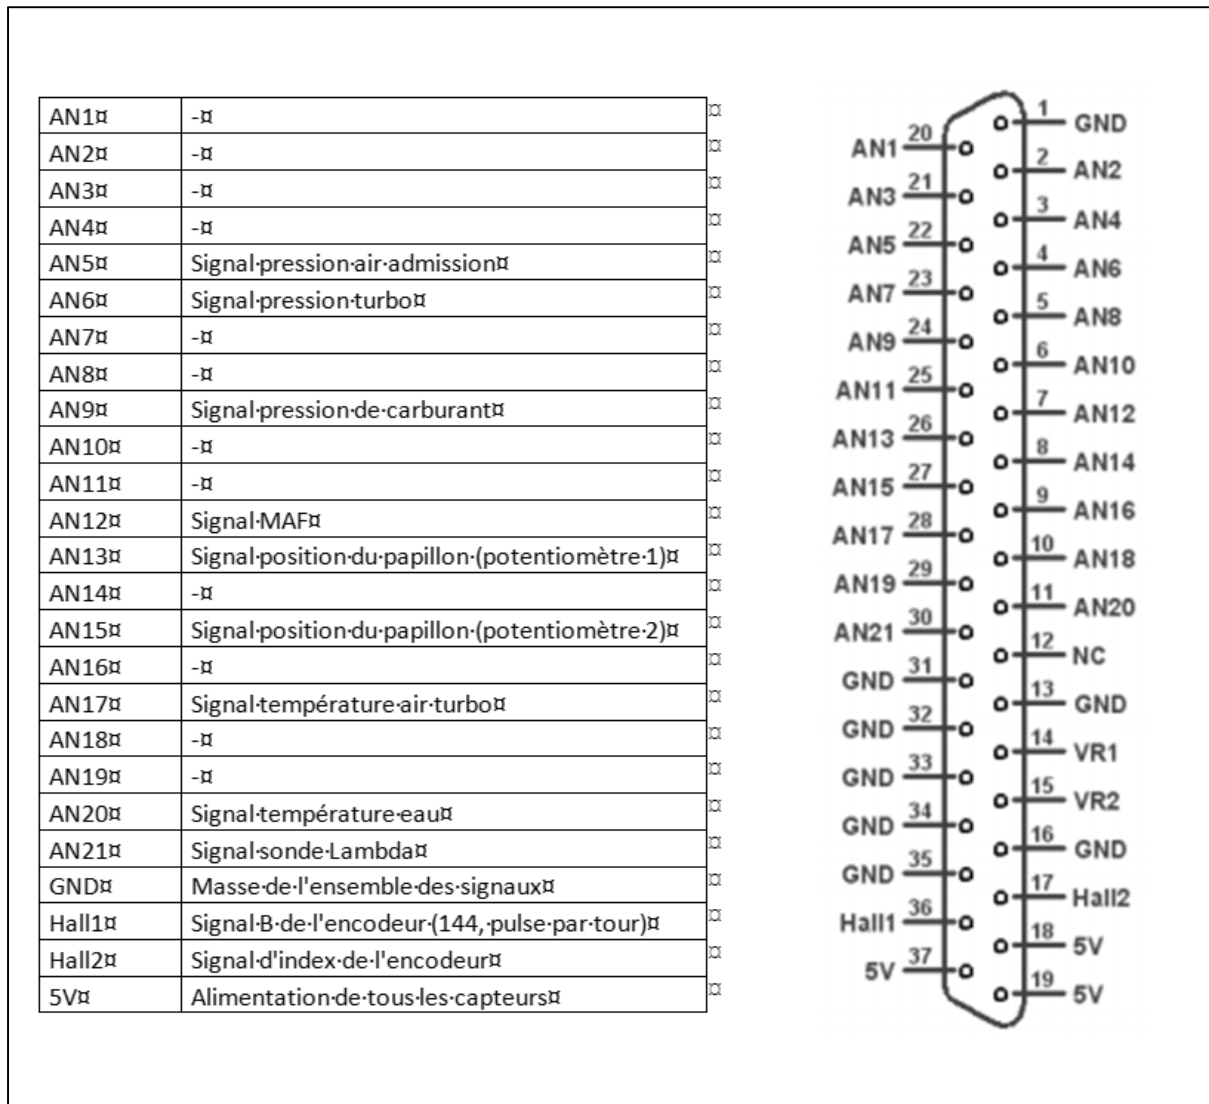 AN1¤ -¤ ¤
AN2¤ -¤ ¤
AN3¤ -¤ ¤
AN4¤ -¤ ¤
AN5¤ Signal·pression·air·admission¤ ¤
AN6¤ Signal·pression·turbo¤ ¤
AN7¤ -¤ ¤
AN8¤ -¤ ¤
AN9¤ Signal·pression·de·carburant¤ ¤
AN10¤ -¤ ¤
AN11¤ -¤ ¤
AN12¤ Signal·MAF¤ ¤
AN13¤ Signal·position·du·papillon·(potentiomètre·1)¤ ¤
AN14¤ -¤ ¤
AN15¤ Signal·position·du·papillon·(potentiomètre·2)¤ ¤
AN16¤ -¤ ¤
AN17¤ Signal·température·air·turbo¤ ¤
AN18¤ -¤ ¤
AN19¤ -¤ ¤
AN20¤ Signal·température·eau¤ ¤
AN21¤ Signal·sonde·Lambda¤ ¤
GND¤ Masse·de·l'ensemble·des·signaux¤ ¤
Hall1¤ Signal·B·de·l'encodeur·(144,·pulse·par·tour)¤ ¤
Hall2¤ Signal·d'index·de·l'encodeur¤ ¤
5V¤ Alimentation·de·tous·les·capteurs¤ ¤
1 GND
AN1 20
2 AN2
AN3 21
3 AN4
AN5 22
4 AN6
AN7 23
5 AN8
AN9 24
6 AN10
AN11 25
7 AN12
AN13 26
8 AN14
AN15 27
9 AN16
AN17 28
10 AN18
AN19 29
11 AN20
AN21 30
12 NC
GND 31
13 GND
GND 32
14 VR1
GND 33
15 VR2
GND 34
16 GND
GND 35
17 Hall2
Hall1 36
18 5V
5V 37
19 5V